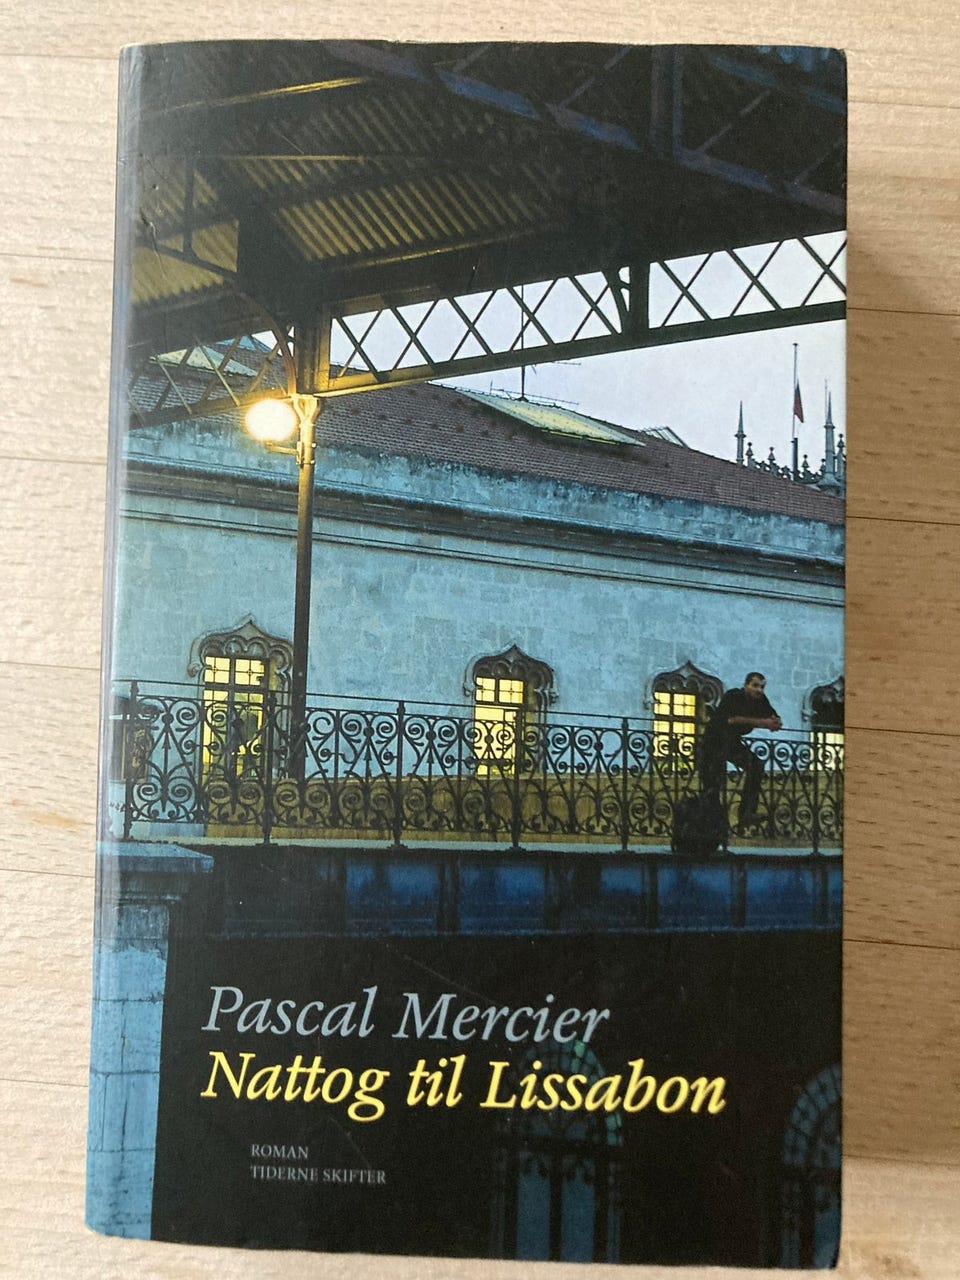 Pascal Mercier
Nattog til Lissabon
ROMAN
TIDERNE SKIFTER